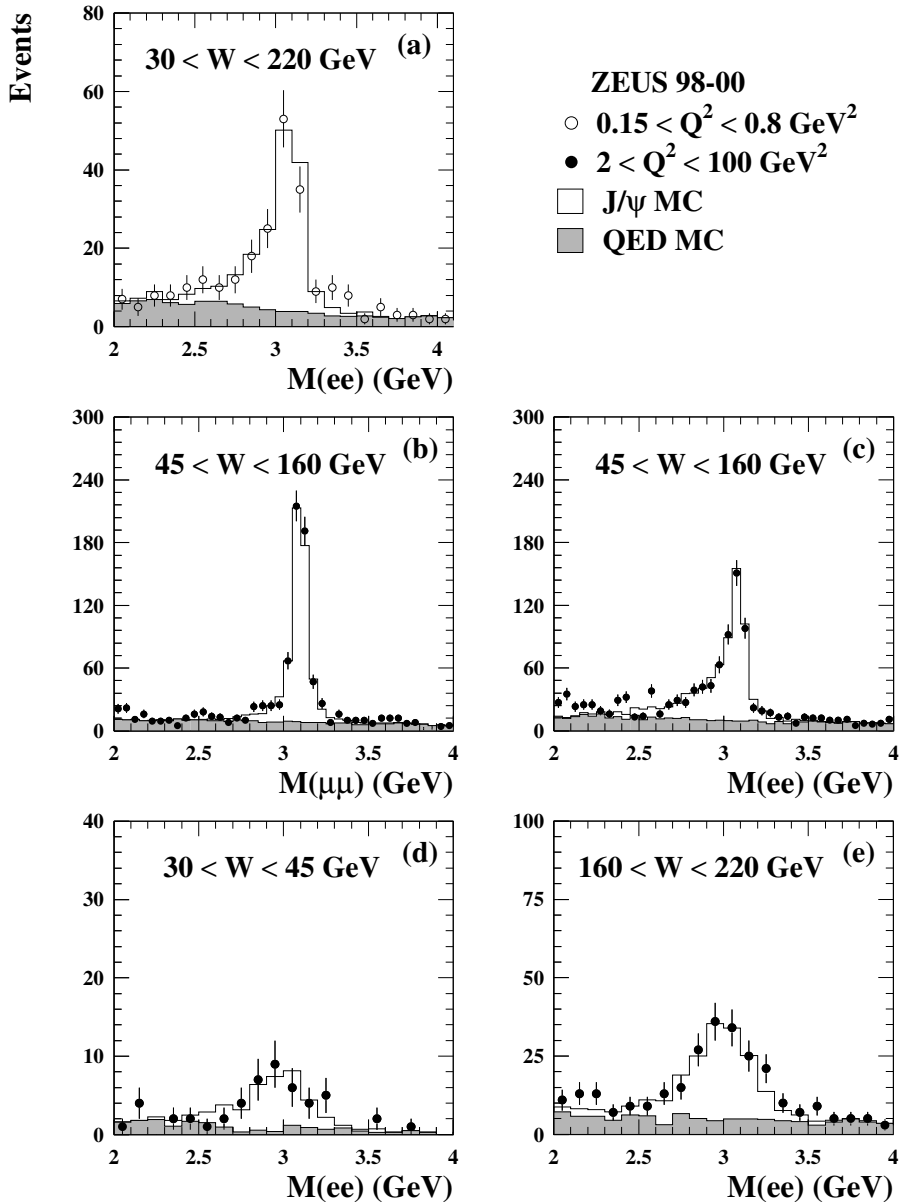 Events
80
60
40
20
0
(a)
30 < W < 220 GeV
2 2.5 3 3.5 4
M(ee) (GeV)
ZEUS 98-00
0.15 < Q² < 0.8 GeV²
2 < Q² < 100 GeV²
J/ψ MC
QED MC
300
240
180
120
60
0
(b)
45 < W < 160 GeV
2 2.5 3 3.5 4
M(μμ) (GeV)
300
240
180
120
60
0
(c)
45 < W < 160 GeV
2 2.5 3 3.5 4
M(ee) (GeV)
40
30
20
10
0
(d)
30 < W < 45 GeV
2 2.5 3 3.5 4
M(ee) (GeV)
100
75
50
25
0
(e)
160 < W < 220 GeV
2 2.5 3 3.5 4
M(ee) (GeV)